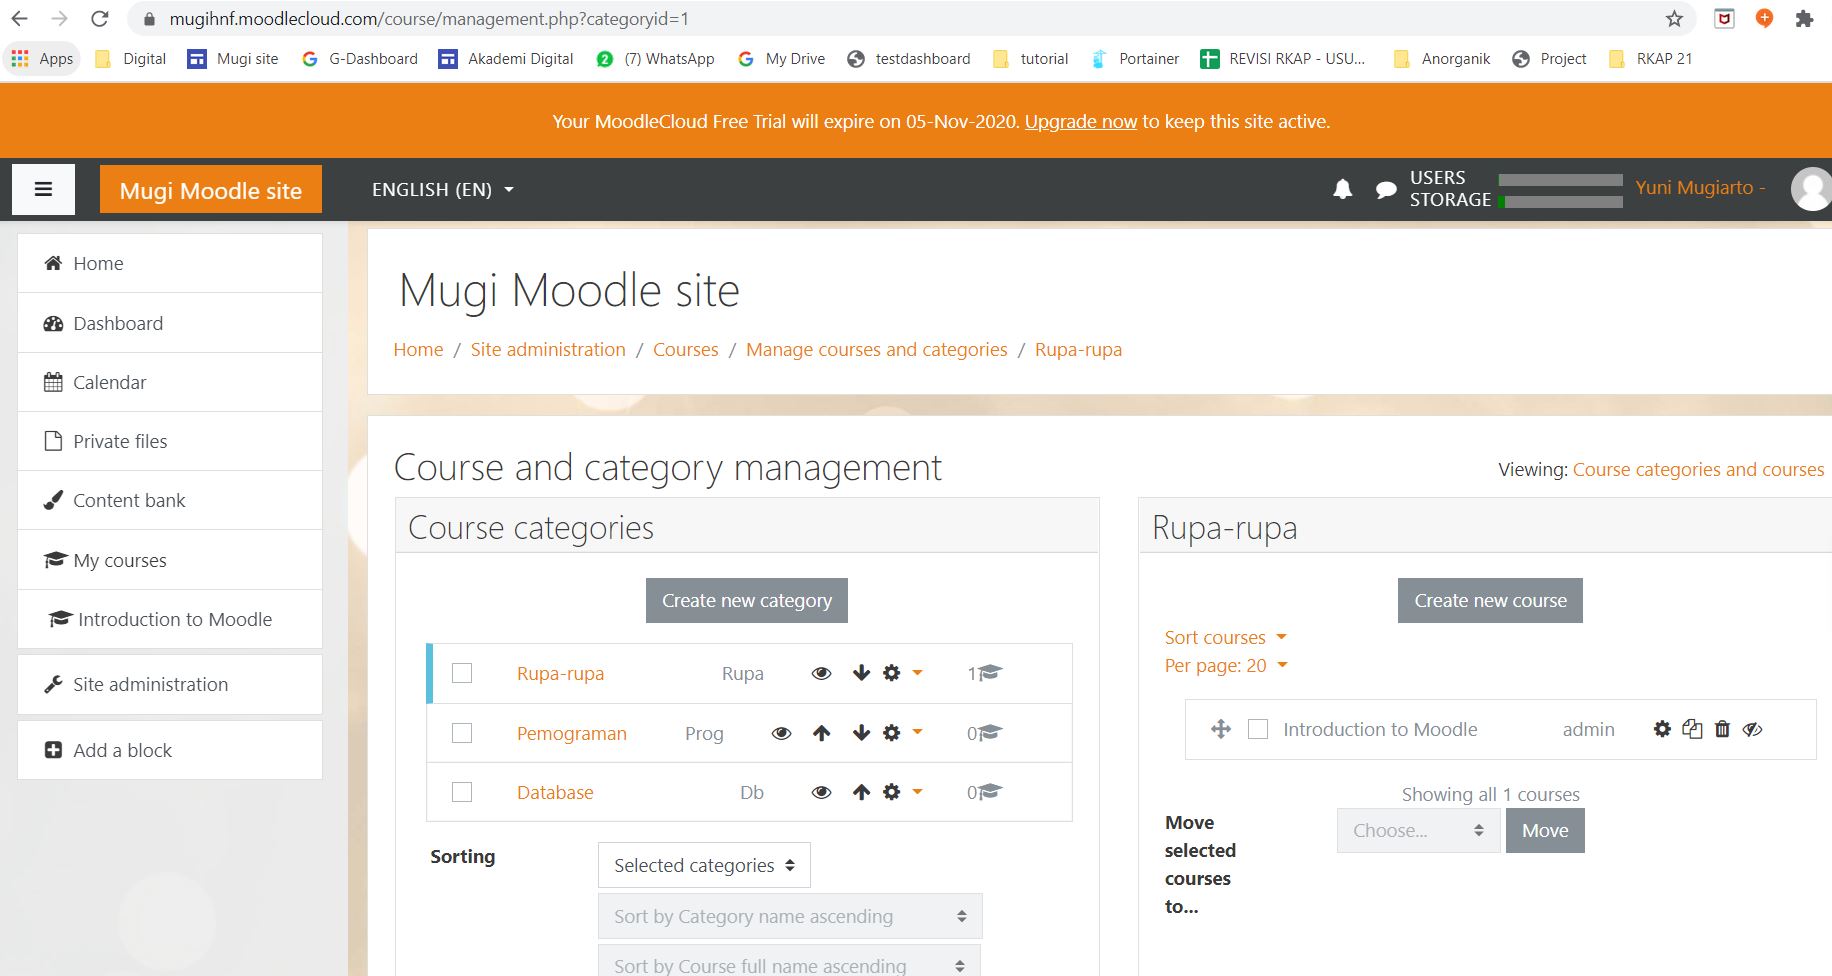 mugihnf.moodlecloud.com/course/management.php?categoryid=1
Apps Digital Mugi site G-Dashboard Akademi Digital (7) WhatsApp My Drive testdashboard tutorial Portainer REVISI RKAP - USU... Anorganik Project RKAP 21
Your MoodleCloud Free Trial will expire on 05-Nov-2020. Upgrade now to keep this site active.
Mugi Moodle site
ENGLISH (EN)
USERS
STORAGE
Yuni Mugiarto -
Home
Dashboard
Calendar
Private files
Content bank
My courses
Introduction to Moodle
Site administration
Add a block
Mugi Moodle site
Home / Site administration / Courses / Manage courses and categories / Rupa-rupa
Course and category management
Viewing: Course categories and courses
Course categories
Create new category
Rupa-rupa Rupa 1
Pemograman Prog 0
Database Db 0
Sorting
Selected categories
Sort by Category name ascending
Sort by Course full name ascending
Rupa-rupa
Create new course
Sort courses
Per page: 20
Introduction to Moodle admin
Showing all 1 courses
Move
selected
courses
to...
Choose...
Move